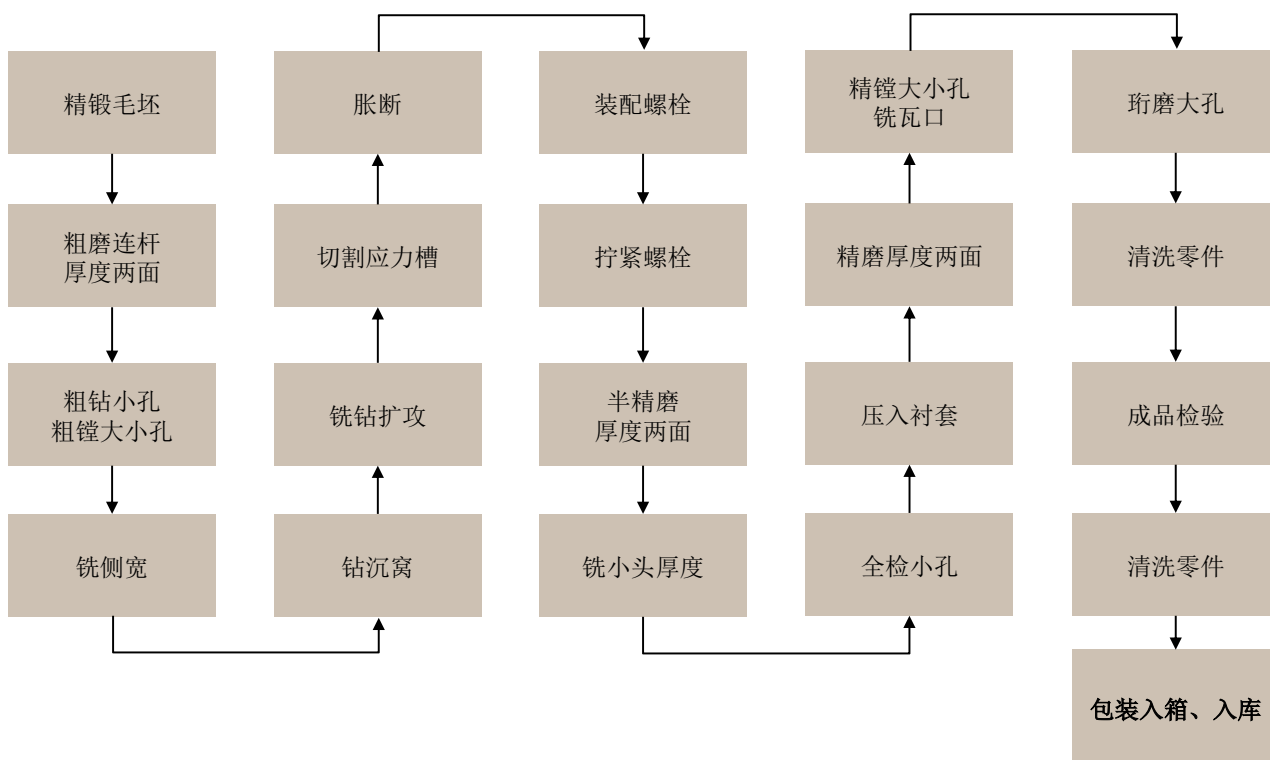 精锻毛坯
粗磨连杆
厚度两面
粗钻小孔
粗镗大小孔
铣侧宽
钻沉窝
铣钻扩攻
切割应力槽
胀断
装配螺栓
拧紧螺栓
半精磨
厚度两面
铣小头厚度
全检小孔
压入衬套
精磨厚度两面
精镗大小孔
铣瓦口
珩磨大孔
清洗零件
成品检验
清洗零件
包装入箱、入库